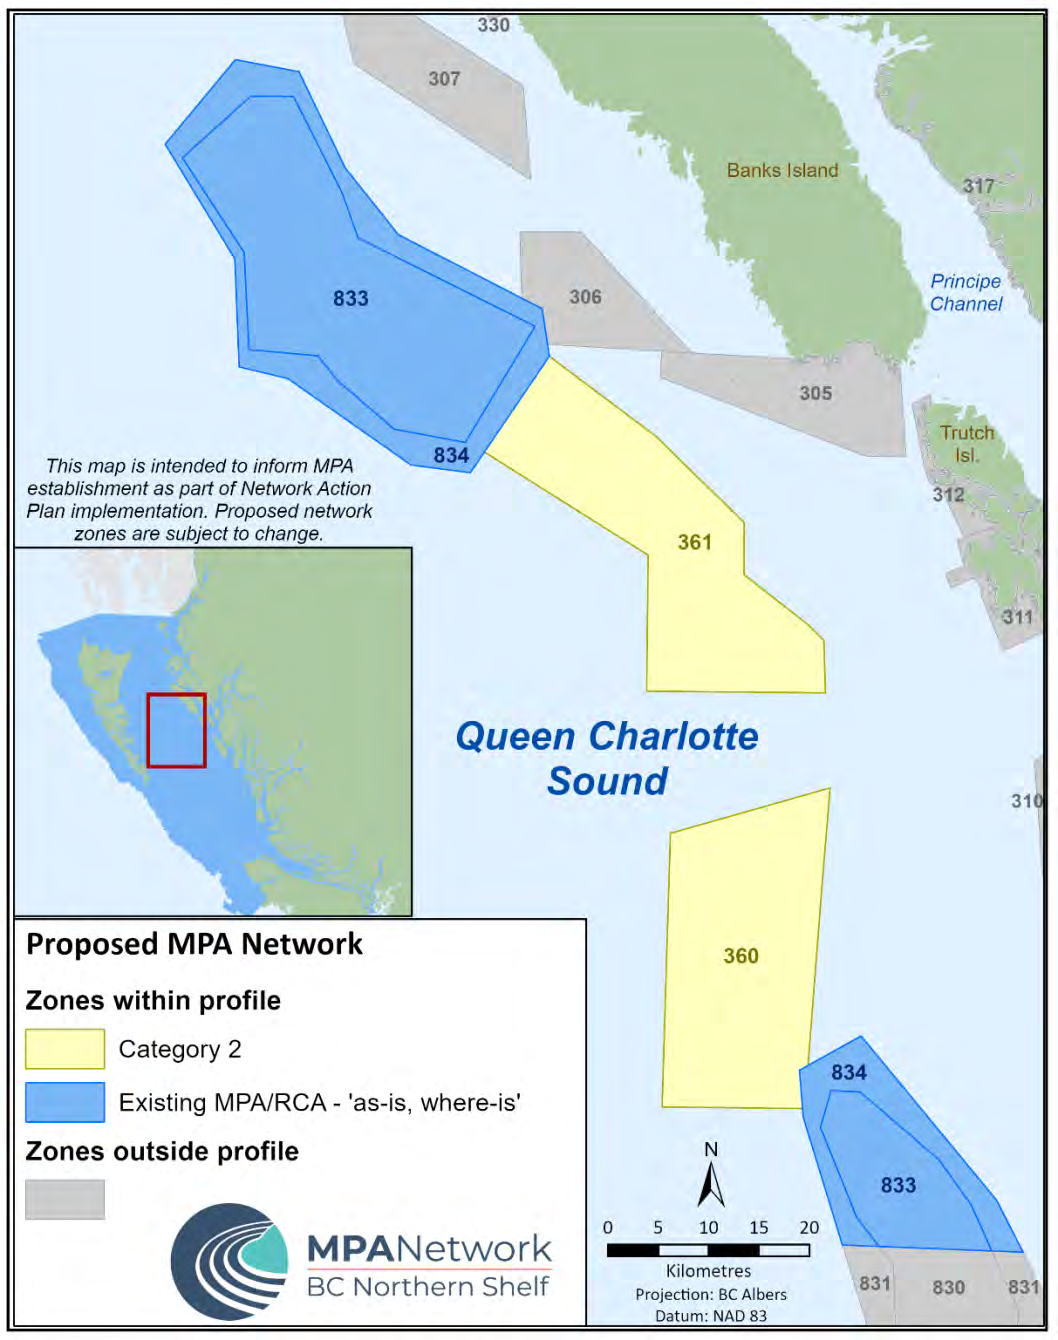 330
307
Banks Island
317
Principe
Channel
833
306
305
834
Trutch
Isl.
This map is intended to inform MPA
establishment as part of Network Action
Plan implementation. Proposed network
zones are subject to change.
312
361
311
Queen Charlotte
Sound
310
360
Proposed MPA Network
Zones within profile
Category 2
Existing MPA/RCA - 'as-is, where-is'
Zones outside profile
834
833
N
0 5 10 15 20
Kilometres
Projection: BC Albers
Datum: NAD 83
831
830
831
MPANetwork
BC Northern Shelf